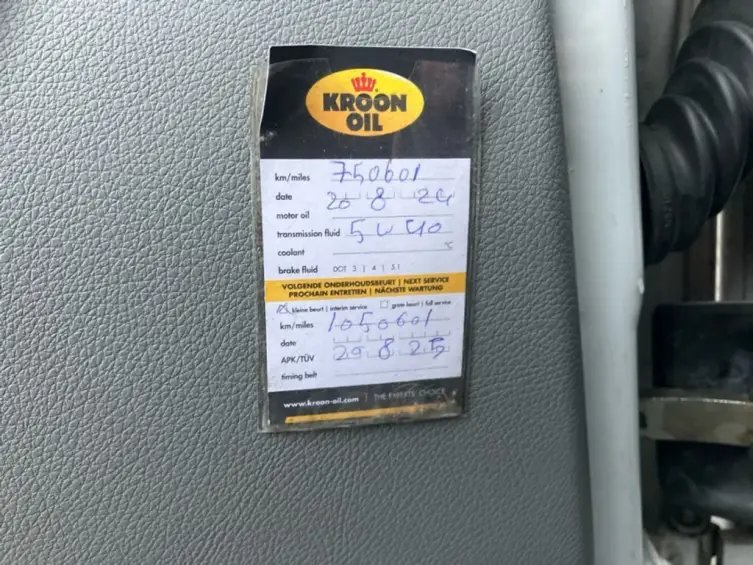 KROON
OIL
km/miles 750601
date 20 8 24
motor oil
transmission fluid 5W40
coolant
brake fluid DOT 3 | 4 | 5.1
VOLGENDE ONDERHOUDSBEURT | NEXT SERVICE
PROCHAIN ENTRETIEN | NÄCHSTE WARTUNG
kleine beurt | interim service grote beurt | full service
km/miles 1050601
date
APK/TÜV 29 8 25
timing belt
www.kroon-oil.com | THE EXPERTS' CHOICE